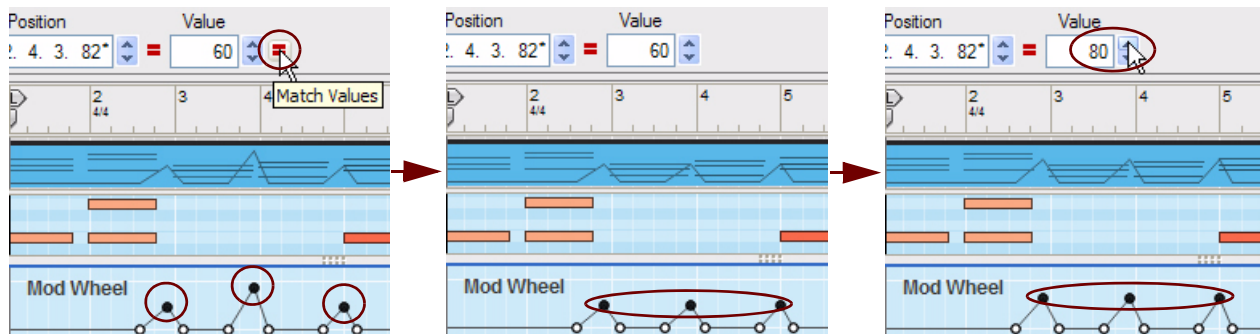 Position Value
2. 4. 3. 82* = 60 =
Match Values
2 3 4
4/4
Mod Wheel
Position Value
2. 4. 3. 82* = 60
L 2 3 4 5
4/4
Mod Wheel
Position Value
2. 4. 3. 82* = 80
L 2 3 4 5
4/4
Mod Wheel